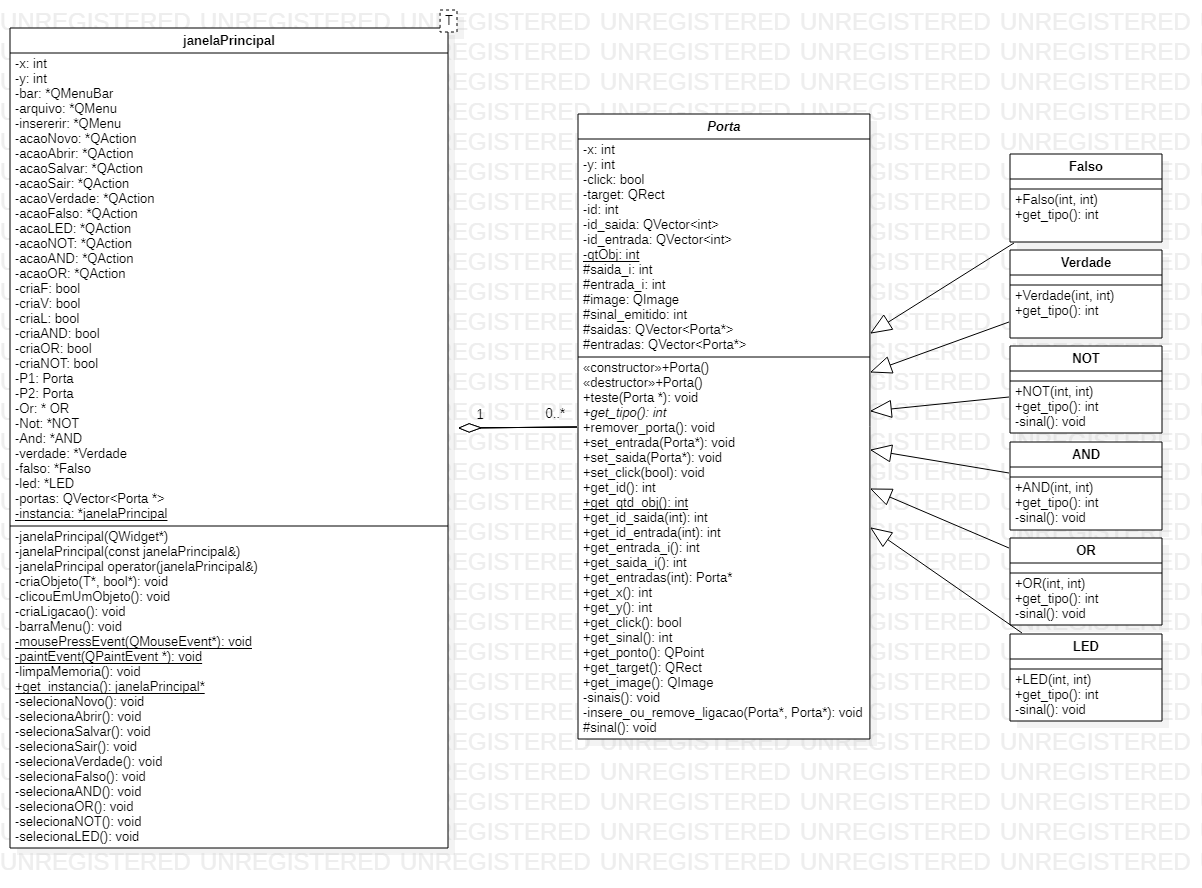 T
janelaPrincipal
-x: int
-y: int
-bar: *QMenuBar
-arquivo: *QMenu
-insererir: *QMenu
-acaoNovo: *QAction
-acaoAbrir: *QAction
-acaoSalvar: *QAction
-acaoSair: *QAction
-acaoVerdade: *QAction
-acaoFalso: *QAction
-acaoLED: *QAction
-acaoNOT: *QAction
-acaoAND: *QAction
-acaoOR: *QAction
-criaF: bool
-criaV: bool
-criaL: bool
-criaAND: bool
-criaOR: bool
-criaNOT: bool
-P1: Porta
-P2: Porta
-Or: * OR
-Not: *NOT
-And: *AND
-verdade: *Verdade
-falso: *Falso
-led: *LED
-portas: QVector<Porta *>
-instancia: *janelaPrincipal
-janelaPrincipal(QWidget*)
-janelaPrincipal(const janelaPrincipal&)
-janelaPrincipal operator(janelaPrincipal&)
-criaObjeto(T*, bool*): void
-clicouEmUmObjeto(): void
-criaLigacao(): void
-barraMenu(): void
-mousePressEvent(QMouseEvent*): void
-paintEvent(QPaintEvent *): void
-limpaMemoria(): void
+get_instancia(): janelaPrincipal*
-selecionaNovo(): void
-selecionaAbrir(): void
-selecionaSalvar(): void
-selecionaSair(): void
-selecionaVerdade(): void
-selecionaFalso(): void
-selecionaAND(): void
-selecionaOR(): void
-selecionaNOT(): void
-selecionaLED(): void
1
0..*
Porta
-x: int
-y: int
-click: bool
-target: QRect
-id: int
-id_saida: QVector<int>
-id_entrada: QVector<int>
-qtObj: int
#saida_i: int
#entrada_i: int
#image: QImage
#sinal_emitido: int
#saidas: QVector<Porta*>
#entradas: QVector<Porta*>
«constructor»+Porta()
«destructor»+Porta()
+teste(Porta *): void
+get_tipo(): int
+remover_porta(): void
+set_entrada(Porta*): void
+set_saida(Porta*): void
+set_click(bool): void
+get_id(): int
+get_qtd_obj(): int
+get_id_saida(int): int
+get_id_entrada(int): int
+get_entrada_i(): int
+get_saida_i(): int
+get_entradas(int): Porta*
+get_x(): int
+get_y(): int
+get_click(): bool
+get_sinal(): int
+get_ponto(): QPoint
+get_target(): QRect
+get_image(): QImage
-sinais(): void
-insere_ou_remove_ligacao(Porta*, Porta*): void
#sinal(): void
Falso
+Falso(int, int)
+get_tipo(): int
Verdade
+Verdade(int, int)
+get_tipo(): int
NOT
+NOT(int, int)
+get_tipo(): int
-sinal(): void
AND
+AND(int, int)
+get_tipo(): int
-sinal(): void
OR
+OR(int, int)
+get_tipo(): int
-sinal(): void
LED
+LED(int, int)
+get_tipo(): int
-sinal(): void
UNREGISTERED